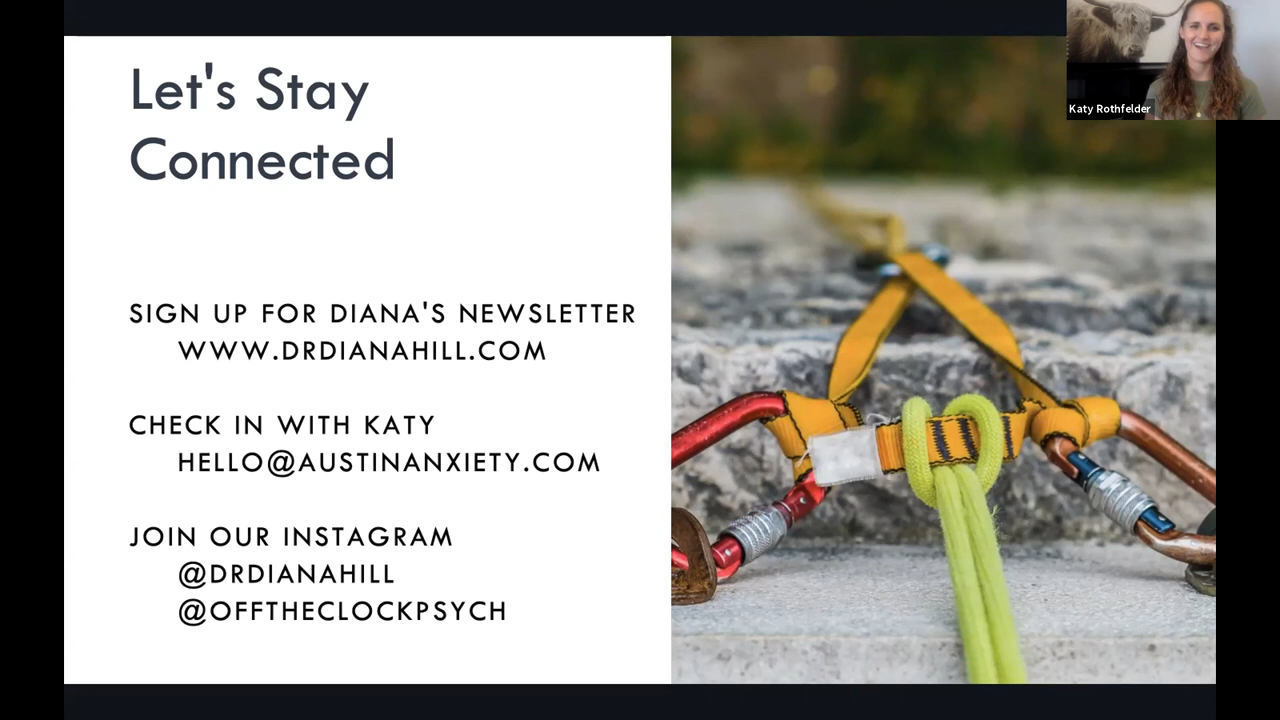 Let's Stay
Connected
SIGN UP FOR DIANA'S NEWSLETTER
WWW.DRDIANAHILL.COM
CHECK IN WITH KATY
HELLO@AUSTINANXIETY.COM
JOIN OUR INSTAGRAM
@DRDIANAHILL
@OFFTHECLOCKPSYCH
Katy Rothfelder